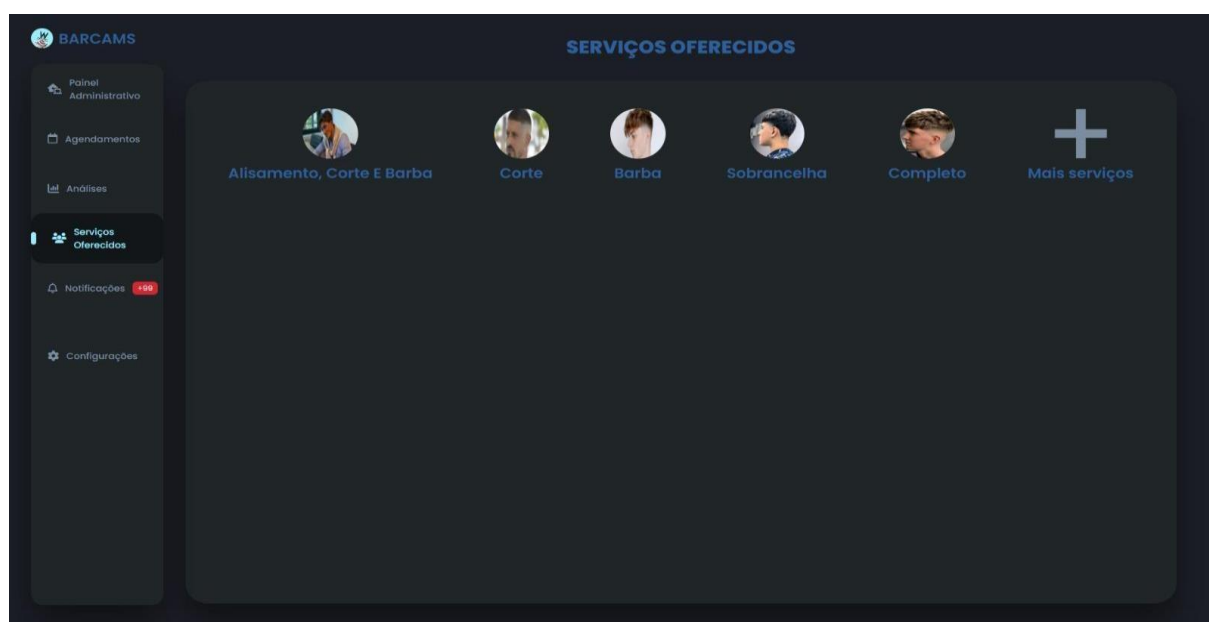 BARCAMS
SERVIÇOS OFERECIDOS
Painel
Administrativo
Agendamentos
Análises
Serviços
Oferecidos
Notificações +99
Configurações
Alisamento, Corte E Barba
Corte
Barba
Sobrancelha
Completo
Mais serviços